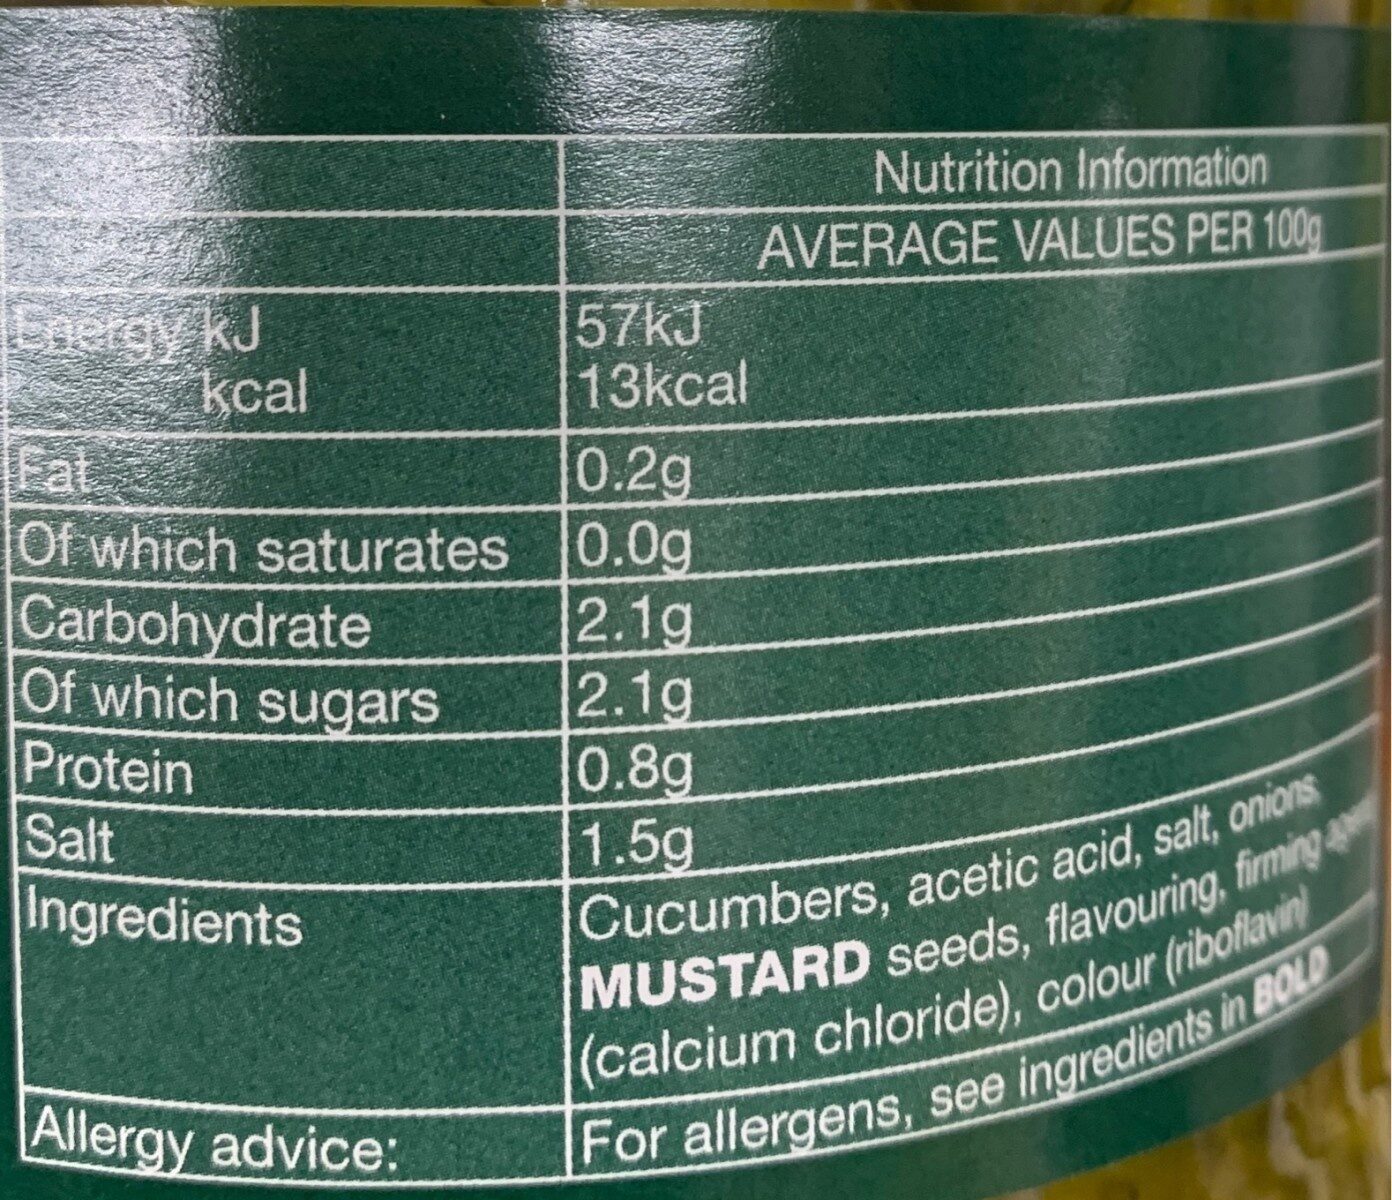 Nutrition Information
AVERAGE VALUES PER 100g
Energy kJ 57kJ
kcal 13kcal
Fat 0.2g
Of which saturates 0.0g
Carbohydrate 2.1g
Of which sugars 2.1g
Protein 0.8g
Salt 1.5g
Ingredients Cucumbers, acetic acid, salt, onions,
MUSTARD seeds, flavouring, firming agent
(calcium chloride), colour (riboflavin)
Allergy advice: For allergens, see ingredients in BOLD